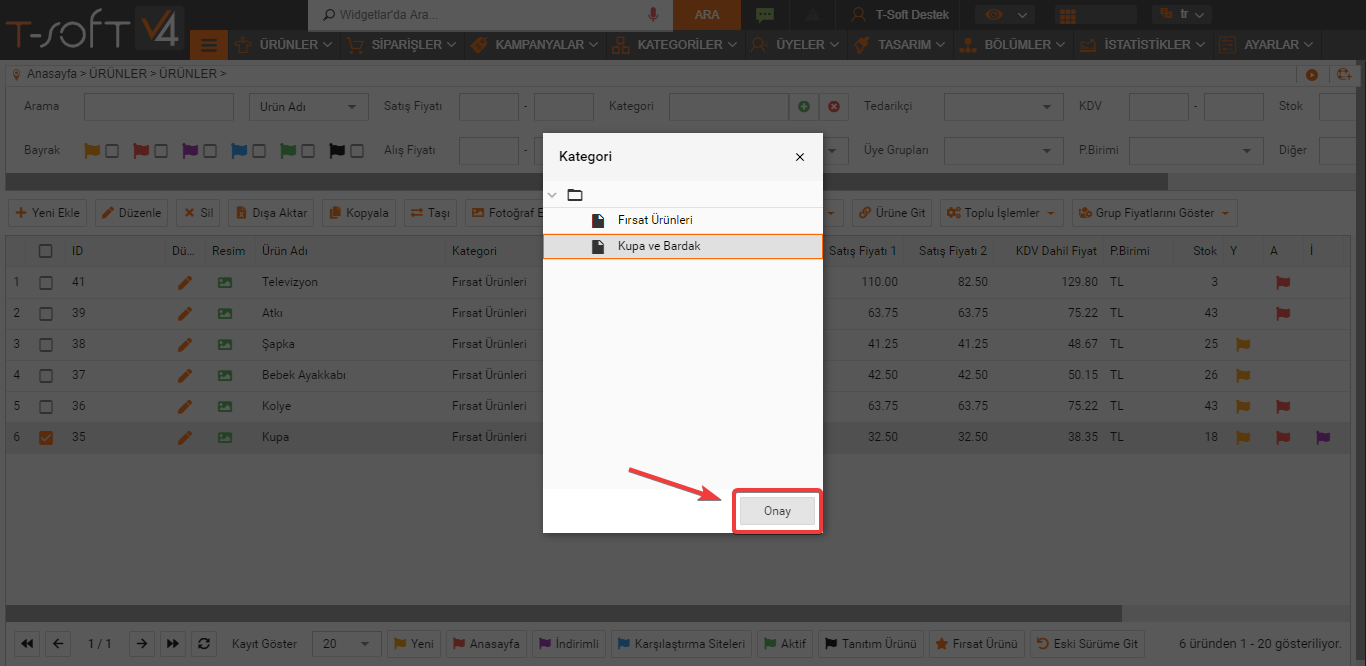 T-SOFT V4 Widgetlar'da Ara... ARA T-Soft Destek tr
ÜRÜNLER SİPARİŞLER KAMPANYALAR KATEGORİLER ÜYELER TASARIM BÖLÜMLER İSTATİSTİKLER AYARLAR
Anasayfa > ÜRÜNLER > ÜRÜNLER >
Arama Ürün Adı Satış Fiyatı - Kategori Tedarikçi KDV - Stok
Bayrak Alış Fiyatı - Üye Grupları P.Birimi Diğer
Kategori
Fırsat Ürünleri
Kupa ve Bardak
Onay
Yeni Ekle Düzenle Sil Dışa Aktar Kopyala Taşı Fotoğraf E Ürüne Git Toplu İşlemler Grup Fiyatlarını Göster
ID Dü... Resim Ürün Adı Kategori Satış Fiyatı 1 Satış Fiyatı 2 KDV Dahil Fiyat P.Birimi Stok Y A İ
1 41 Televizyon Fırsat Ürünleri 110.00 82.50 129.80 TL 3
2 39 Atkı Fırsat Ürünleri 63.75 63.75 75.22 TL 43
3 38 Şapka Fırsat Ürünleri 41.25 41.25 48.67 TL 25
4 37 Bebek Ayakkabı Fırsat Ürünleri 42.50 42.50 50.15 TL 26
5 36 Kolye Fırsat Ürünleri 63.75 63.75 75.22 TL 43
6 35 Kupa Fırsat Ürünleri 32.50 32.50 38.35 TL 18
1 / 1 Kayıt Göster 20 Yeni Anasayfa İndirimli Karşılaştırma Siteleri Aktif Tanıtım Ürünü Fırsat Ürünü Eski Sürüme Git 6 üründen 1 - 20 gösteriliyor.